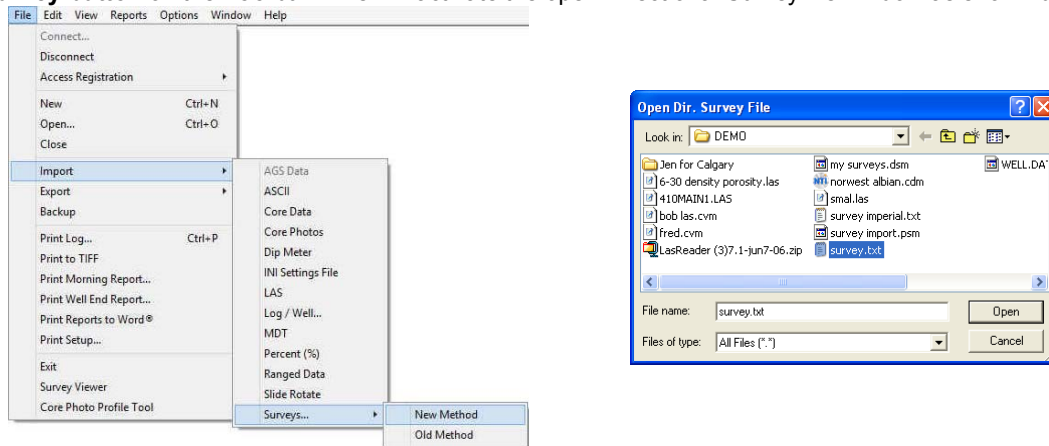 File Edit View Reports Options Window Help
Connect...
Disconnect
Access Registration
New Ctrl+N
Open... Ctrl+O
Close
Import
Export
Backup
Print Log... Ctrl+P
Print to TIFF
Print Morning Report...
Print Well End Report...
Print Reports to Word®
Print Setup...
Exit
Survey Viewer
Core Photo Profile Tool
AGS Data
ASCII
Core Data
Core Photos
Dip Meter
INI Settings File
LAS
Log / Well...
MDT
Percent (%)
Ranged Data
Slide Rotate
Surveys...
New Method
Old Method
Open Dir. Survey File
Look in: DEMO
Jen for Calgary
6-30 density porosity.las
410MAIN1.LAS
bob las.cvm
fred.cvm
LasReader (3)7.1-jun7-06.zip
my surveys.dsm
norwest albian.cdm
smal.las
survey imperial.txt
survey import.psm
survey.txt
WELL.DA
File name: survey.txt Open
Files of type: All Files (*.*) Cancel